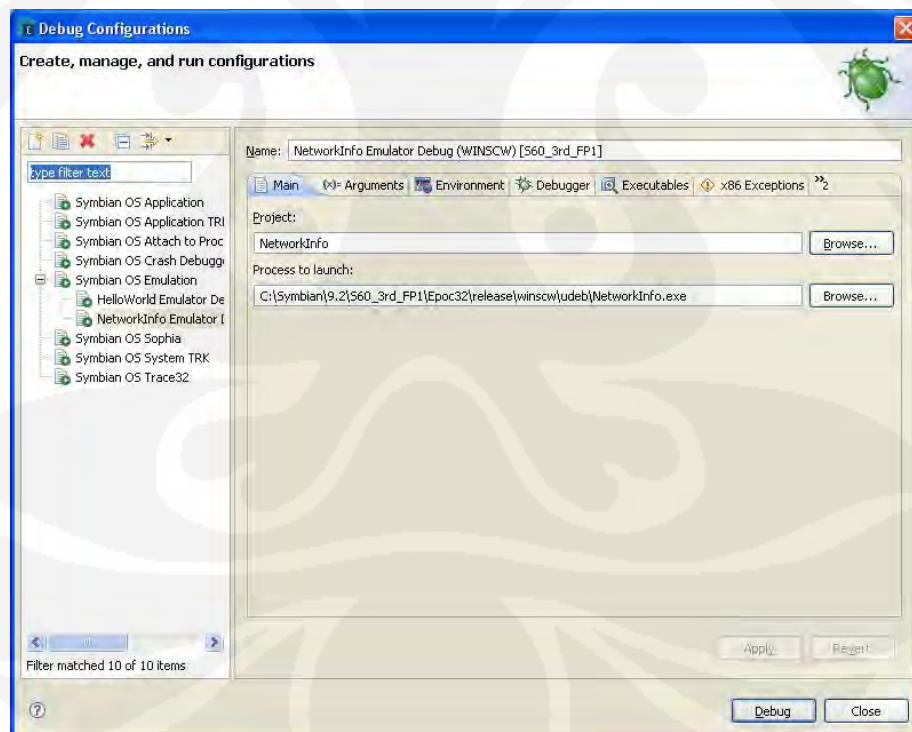 Debug Configurations
Create, manage, and run configurations
type filter text
Symbian OS Application
Symbian OS Application TRI
Symbian OS Attach to Proc
Symbian OS Crash Debugge
Symbian OS Emulation
HelloWorld Emulator De
NetworkInfo Emulator D
Symbian OS Sophia
Symbian OS System TRK
Symbian OS Trace32
Filter matched 10 of 10 items
Name: NetworkInfo Emulator Debug (WINSCW) [S60_3rd_FP1]
Main (x)= Arguments Environment Debugger Executables x86 Exceptions »2
Project:
NetworkInfo Browse...
Process to launch:
C:\Symbian\9.2\S60_3rd_FP1\Epoc32\release\winscw\udeb\NetworkInfo.exe Browse...
Apply Revert
Debug Close